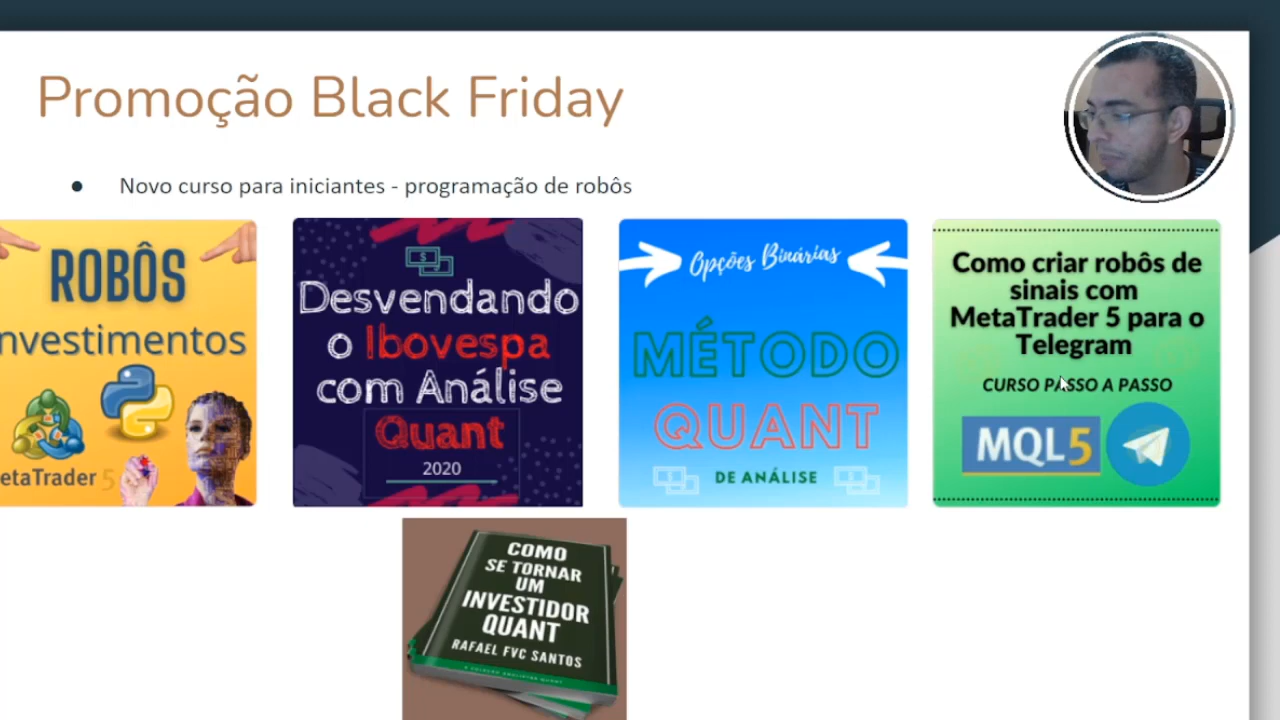 Promoção Black Friday
● Novo curso para iniciantes - programação de robôs
ROBÔS
nvestimentos
etaTrader 5
Desvendando
o Ibovespa
com Análise
Quant
2020
Opções Binárias
MÉTODO
QUANT
DE ANÁLISE
Como criar robôs de
sinais com
MetaTrader 5 para o
Telegram
CURSO PASSO A PASSO
MQL5
COMO
SE TORNAR
UM
INVESTIDOR
QUANT
RAFAEL FVC SANTOS